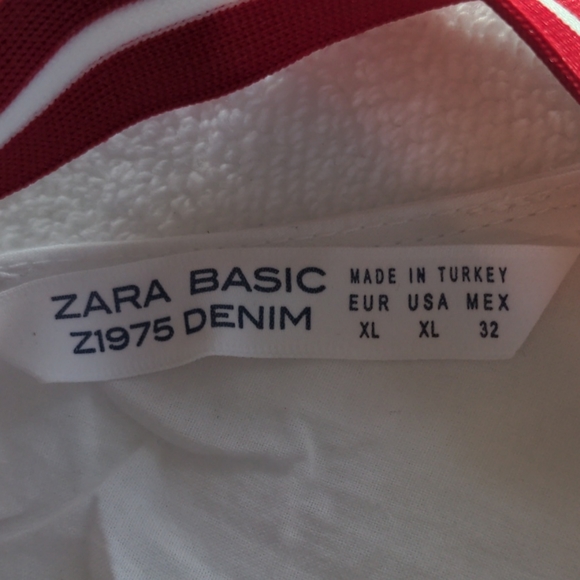 ZARA BASIC
Z1975 DENIM
MADE IN TURKEY
EUR USA MEX
XL XL 32